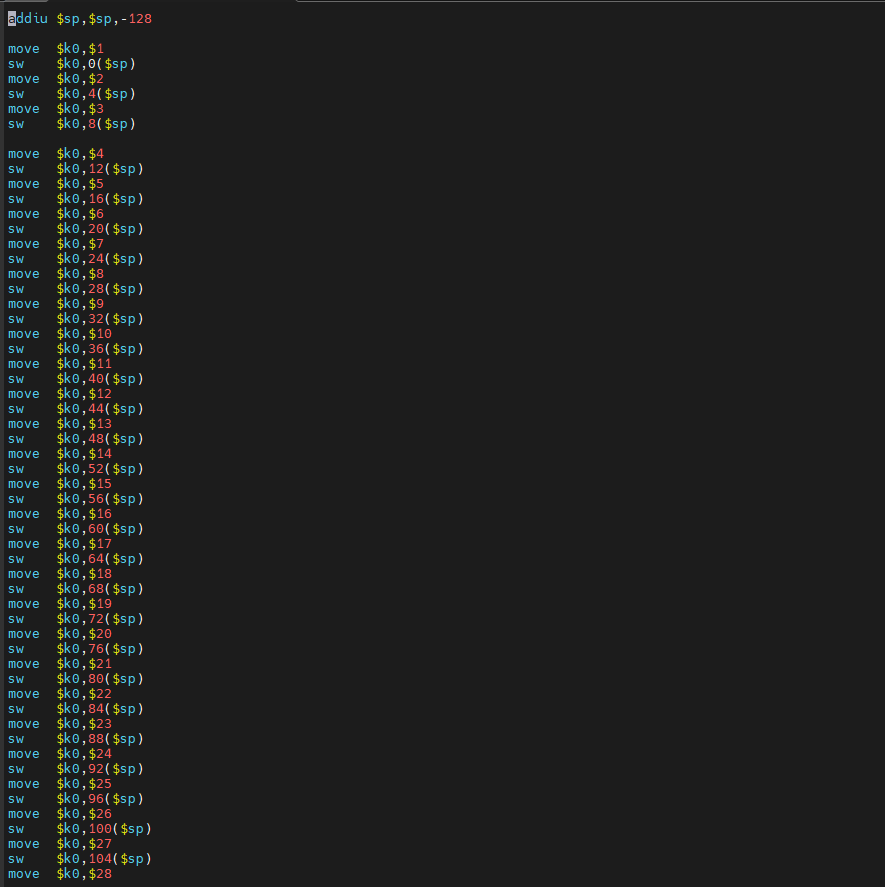 addiu $sp,$sp,-128
move $k0,$1
sw $k0,0($sp)
move $k0,$2
sw $k0,4($sp)
move $k0,$3
sw $k0,8($sp)
move $k0,$4
sw $k0,12($sp)
move $k0,$5
sw $k0,16($sp)
move $k0,$6
sw $k0,20($sp)
move $k0,$7
sw $k0,24($sp)
move $k0,$8
sw $k0,28($sp)
move $k0,$9
sw $k0,32($sp)
move $k0,$10
sw $k0,36($sp)
move $k0,$11
sw $k0,40($sp)
move $k0,$12
sw $k0,44($sp)
move $k0,$13
sw $k0,48($sp)
move $k0,$14
sw $k0,52($sp)
move $k0,$15
sw $k0,56($sp)
move $k0,$16
sw $k0,60($sp)
move $k0,$17
sw $k0,64($sp)
move $k0,$18
sw $k0,68($sp)
move $k0,$19
sw $k0,72($sp)
move $k0,$20
sw $k0,76($sp)
move $k0,$21
sw $k0,80($sp)
move $k0,$22
sw $k0,84($sp)
move $k0,$23
sw $k0,88($sp)
move $k0,$24
sw $k0,92($sp)
move $k0,$25
sw $k0,96($sp)
move $k0,$26
sw $k0,100($sp)
move $k0,$27
sw $k0,104($sp)
move $k0,$28